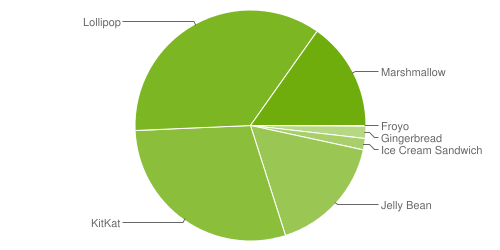 Lollipop
Marshmallow
Froyo
Gingerbread
Ice Cream Sandwich
Jelly Bean
KitKat